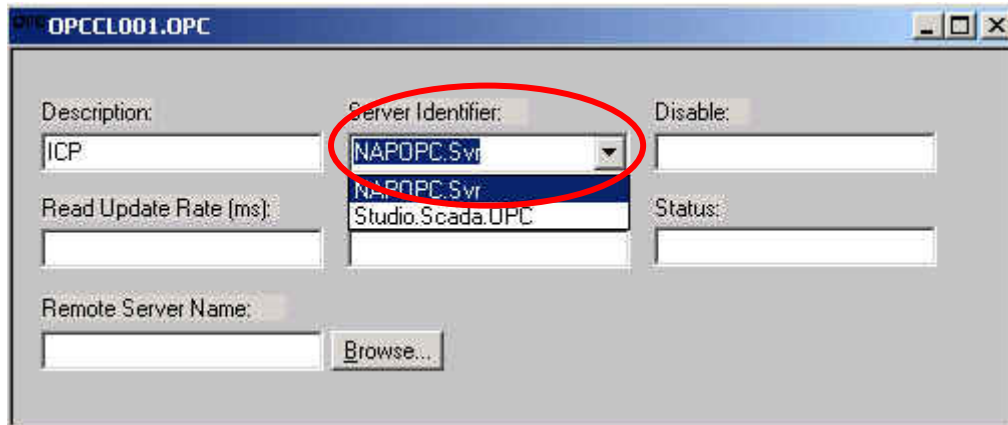 OPC OPCCL001.OPC
Description: Server Identifier: Disable:
ICP NAPOPC.Svr
NAPOPC.Svr
Studio.Scada.OPC
Read Update Rate (ms): Status:
Remote Server Name:
Browse...